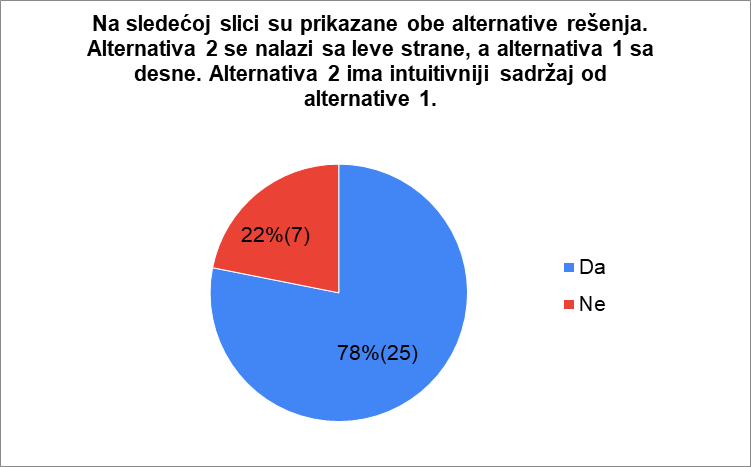 Na sledećoj slici su prikazane obe alternative rešenja.
Alternativa 2 se nalazi sa leve strane, a alternativa 1 sa
desne. Alternativa 2 ima intuitivniji sadržaj od
alternative 1.
22%(7)
78%(25)
Da
Ne